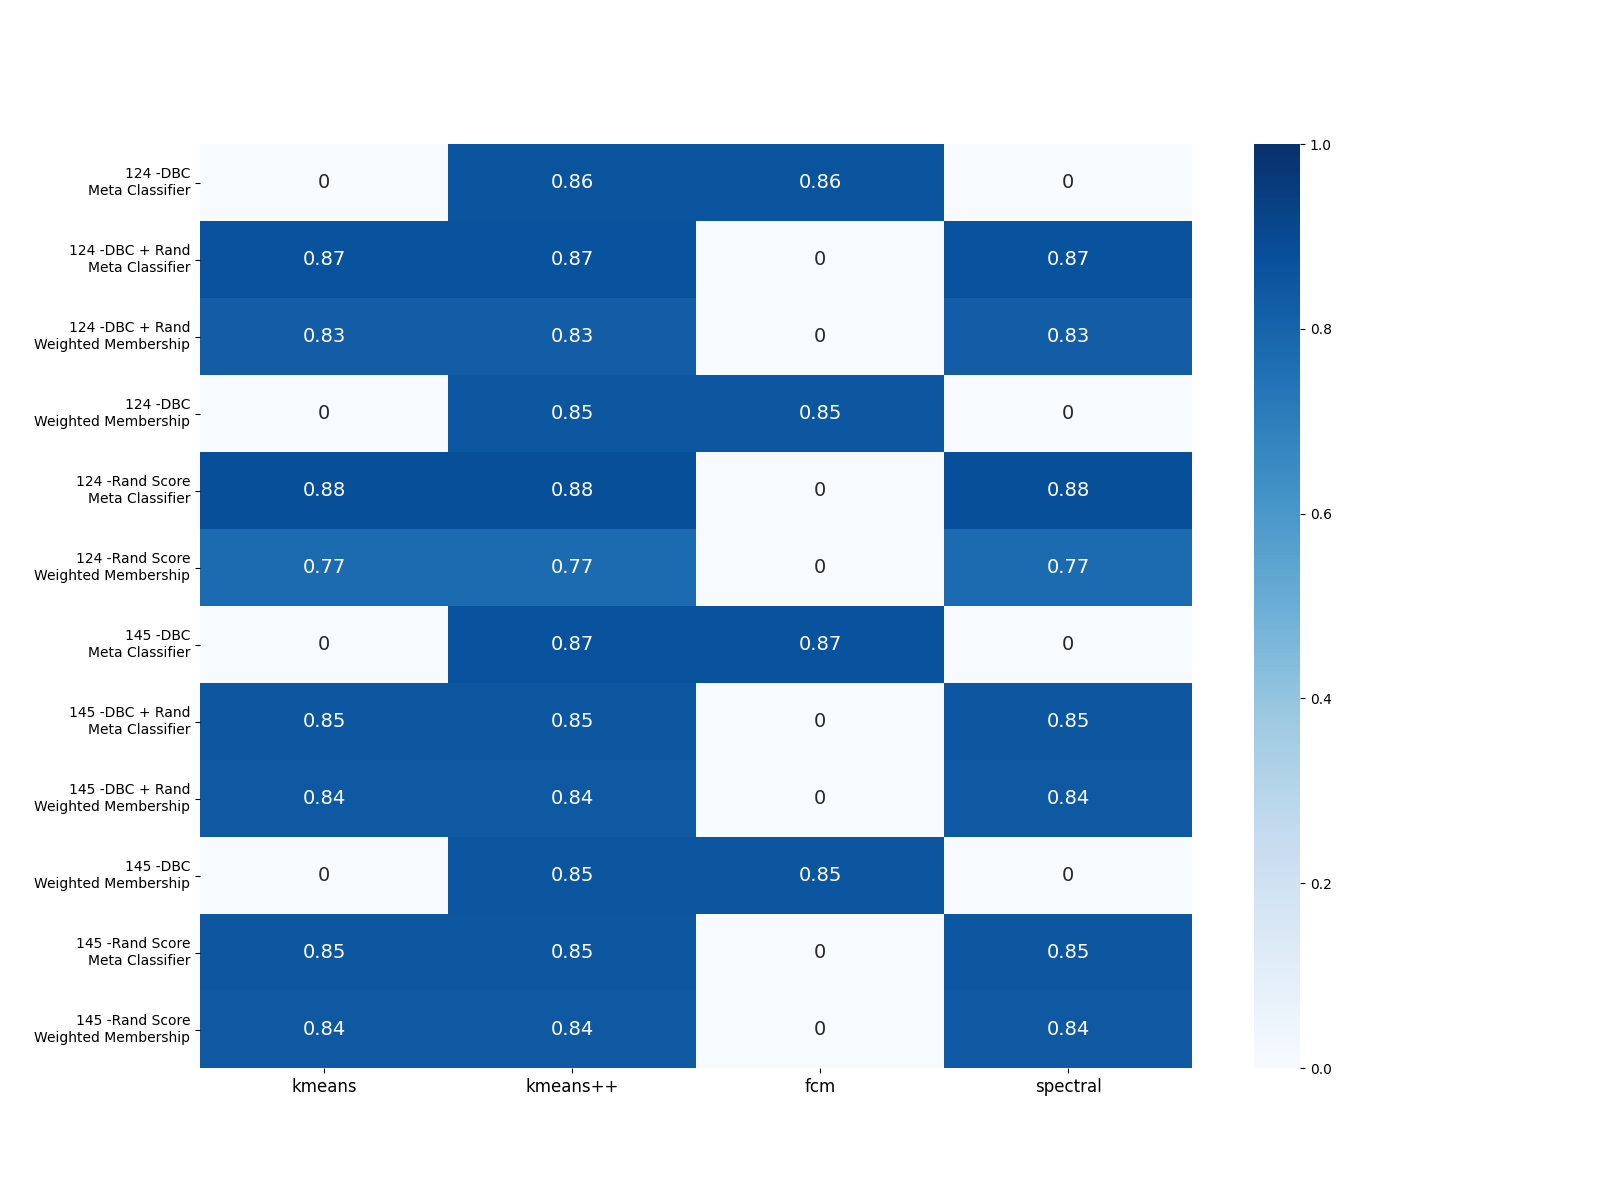 124 -DBC
Meta Classifier
0 0.86 0.86 0
124 -DBC + Rand
Meta Classifier
0.87 0.87 0 0.87
124 -DBC + Rand
Weighted Membership
0.83 0.83 0 0.83
124 -DBC
Weighted Membership
0 0.85 0.85 0
124 -Rand Score
Meta Classifier
0.88 0.88 0 0.88
124 -Rand Score
Weighted Membership
0.77 0.77 0 0.77
145 -DBC
Meta Classifier
0 0.87 0.87 0
145 -DBC + Rand
Meta Classifier
0.85 0.85 0 0.85
145 -DBC + Rand
Weighted Membership
0.84 0.84 0 0.84
145 -DBC
Weighted Membership
0 0.85 0.85 0
145 -Rand Score
Meta Classifier
0.85 0.85 0 0.85
145 -Rand Score
Weighted Membership
0.84 0.84 0 0.84
kmeans kmeans++ fcm spectral
1.0
0.8
0.6
0.4
0.2
0.0